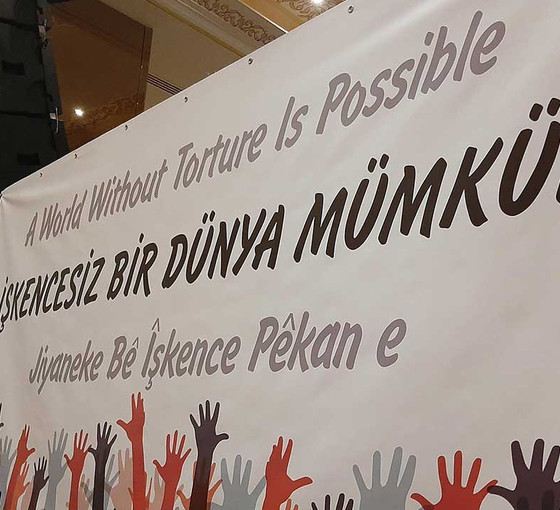 A World Without Torture Is Possible
İŞKENCESİZ BİR DÜNYA MÜMKÜ
Jiyaneke Bê Îşkence Pêkan e